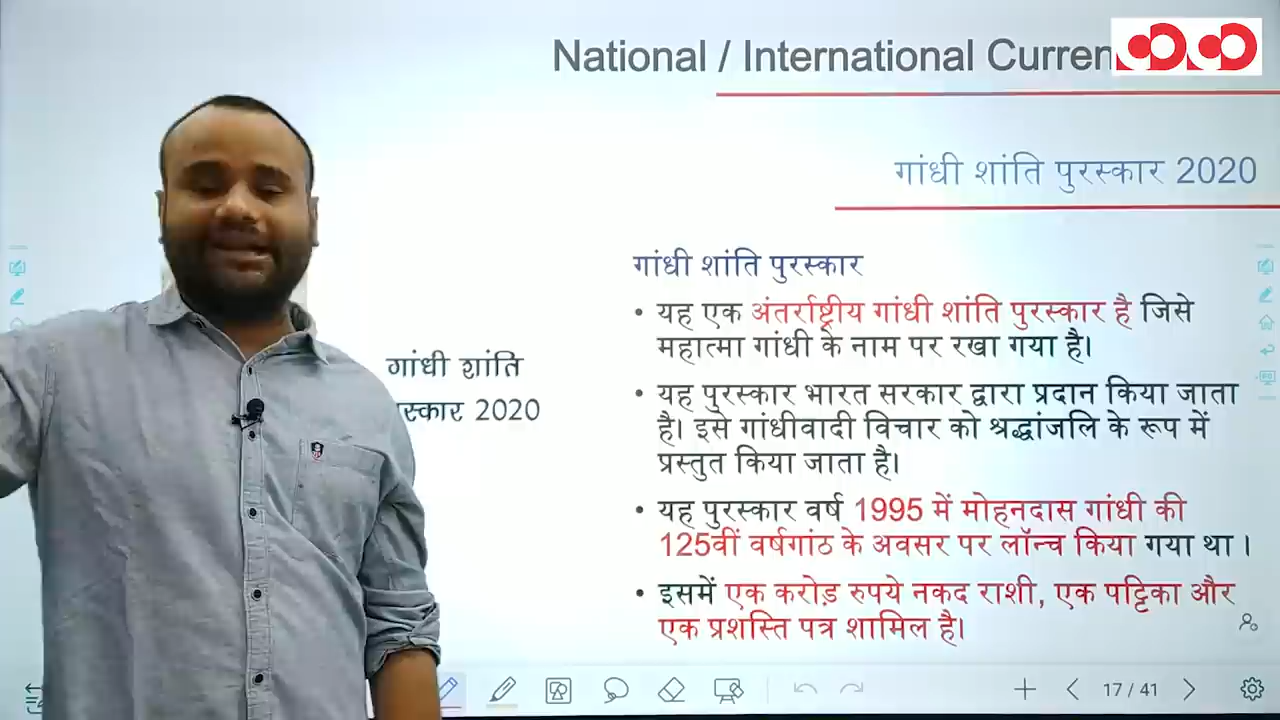 National / International Curren
गांधी शांति पुरस्कार 2020
गांधी शांति पुरस्कार
• यह एक अंतर्राष्ट्रीय गांधी शांति पुरस्कार है जिसे
महात्मा गांधी के नाम पर रखा गया है।
• यह पुरस्कार भारत सरकार द्वारा प्रदान किया जाता
है। इसे गांधीवादी विचार को श्रद्धांजलि के रूप में
प्रस्तुत किया जाता है।
• यह पुरस्कार वर्ष 1995 में मोहनदास गांधी की
125वीं वर्षगांठ के अवसर पर लॉन्च किया गया था ।
• इसमें एक करोड़ रुपये नकद राशी, एक पट्टिका और
एक प्रशस्ति पत्र शामिल है।
गांधी शांति
स्कार 2020
17 / 41